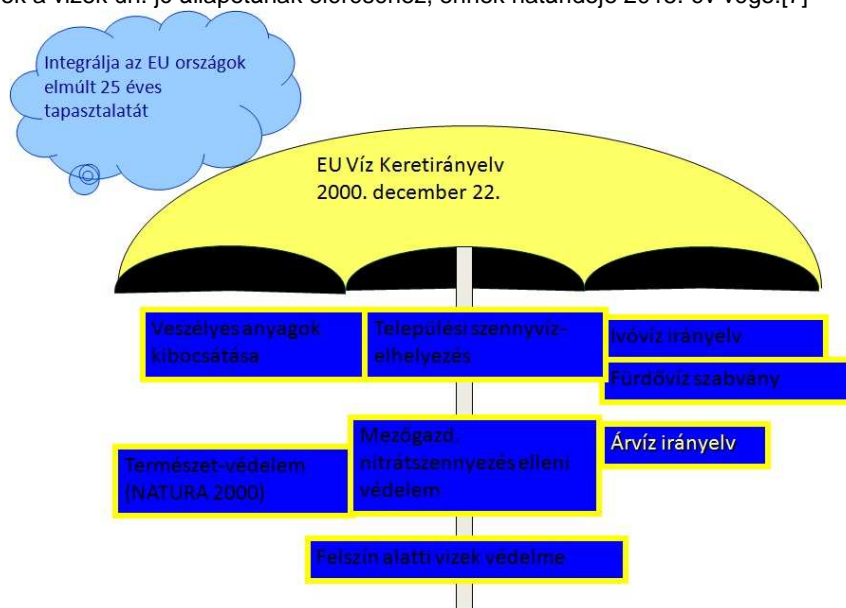 Integrálja az EU országok
elmúlt 25 éves
tapasztalatát
EU Víz Keretirányelv
2000. december 22.
Veszélyes anyagok
kibocsátása
Települési szennyvíz-
elhelyezés
Ivóvíz irányelv
Fürdővíz szabvány
Természet-védelem
(NATURA 2000)
Mezőgazd.
nitrátszennyezés elleni
védelem
Árvíz irányelv
Felszín alatti vizek védelme